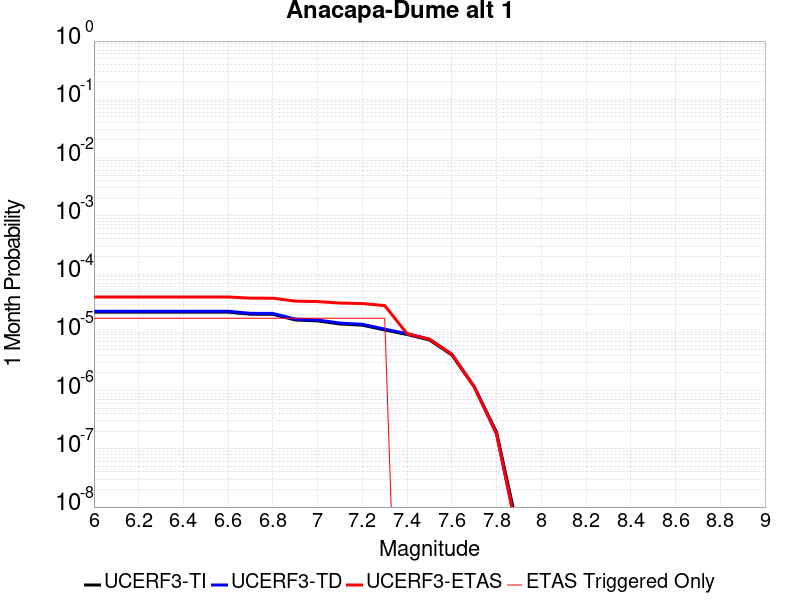 Anacapa-Dume alt 1
10^0
10^-1
10^-2
10^-3
10^-4
10^-5
10^-6
10^-7
10^-8
1 Month Probability
6 6.2 6.4 6.6 6.8 7 7.2 7.4 7.6 7.8 8 8.2 8.4 8.6 8.8 9
Magnitude
UCERF3-TI UCERF3-TD UCERF3-ETAS ETAS Triggered Only